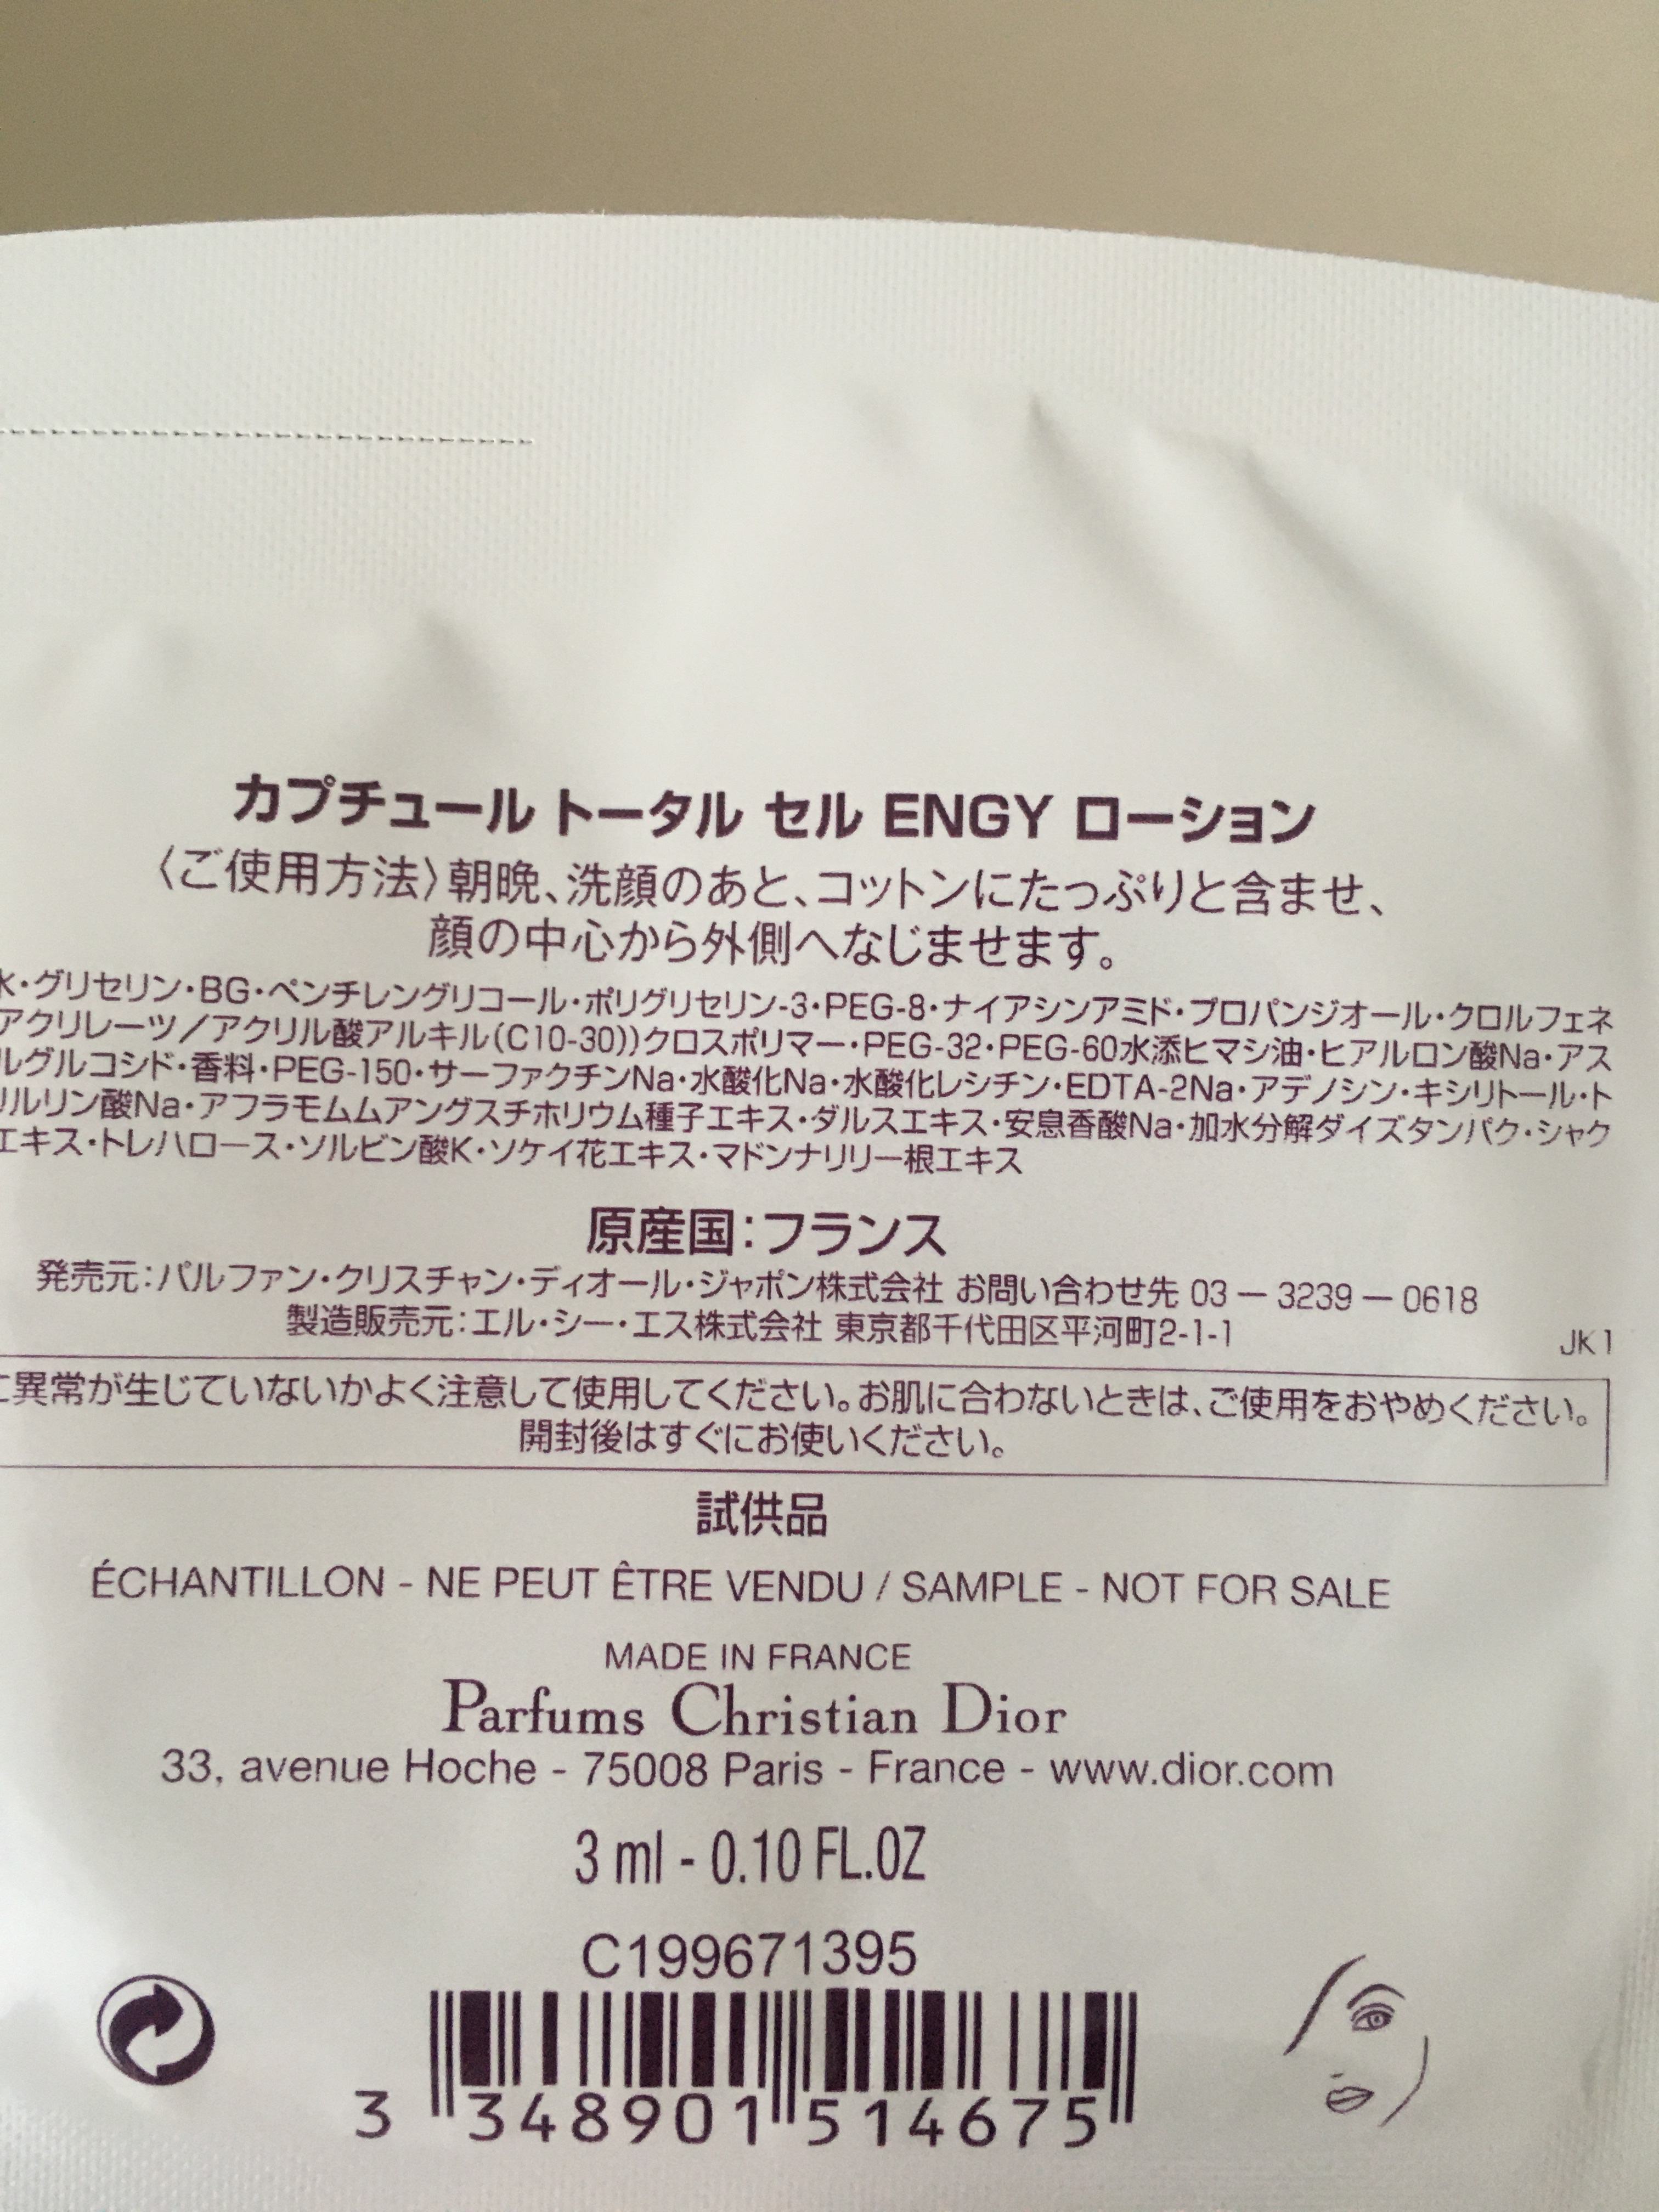 カプチュール トータル セル ENGY ローション
〈ご使用方法〉朝晩、洗顔のあと、コットンにたっぷりと含ませ、
顔の中心から外側へなじませます。
水・グリセリン・BG・ペンチレングリコール・ポリグリセリン-3・PEG-8・ナイアシンアミド・プロパンジオール・クロルフェネ
アクリレーツ／アクリル酸アルキル(C10-30))クロスポリマー・PEG-32・PEG-60水添ヒマシ油・ヒアルロン酸Na・アス
ルグルコシド・香料・PEG-150・サーファクチンNa・水酸化Na・水酸化レシチン・EDTA-2Na・アデノシン・キシリトール・ト
リルリン酸Na・アフラモムムアングスチホリウム種子エキス・ダルスエキス・安息香酸Na・加水分解ダイズタンパク・シャク
エキス・トレハロース・ソルビン酸K・ソケイ花エキス・マドンナリリー根エキス
原産国：フランス
発売元：パルファン・クリスチャン・ディオール・ジャポン株式会社 お問い合わせ先 03 － 3239 － 0618
製造販売元：エル・シー・エス株式会社 東京都千代田区平河町2-1-1
JK1
に異常が生じていないかよく注意して使用してください。お肌に合わないときは、ご使用をおやめください。
開封後はすぐにお使いください。
試供品
ÉCHANTILLON - NE PEUT ÊTRE VENDU / SAMPLE - NOT FOR SALE
MADE IN FRANCE
Parfums Christian Dior
33, avenue Hoche - 75008 Paris - France - www.dior.com
3 ml - 0.10 FL.OZ
C199671395
3 348901 514675